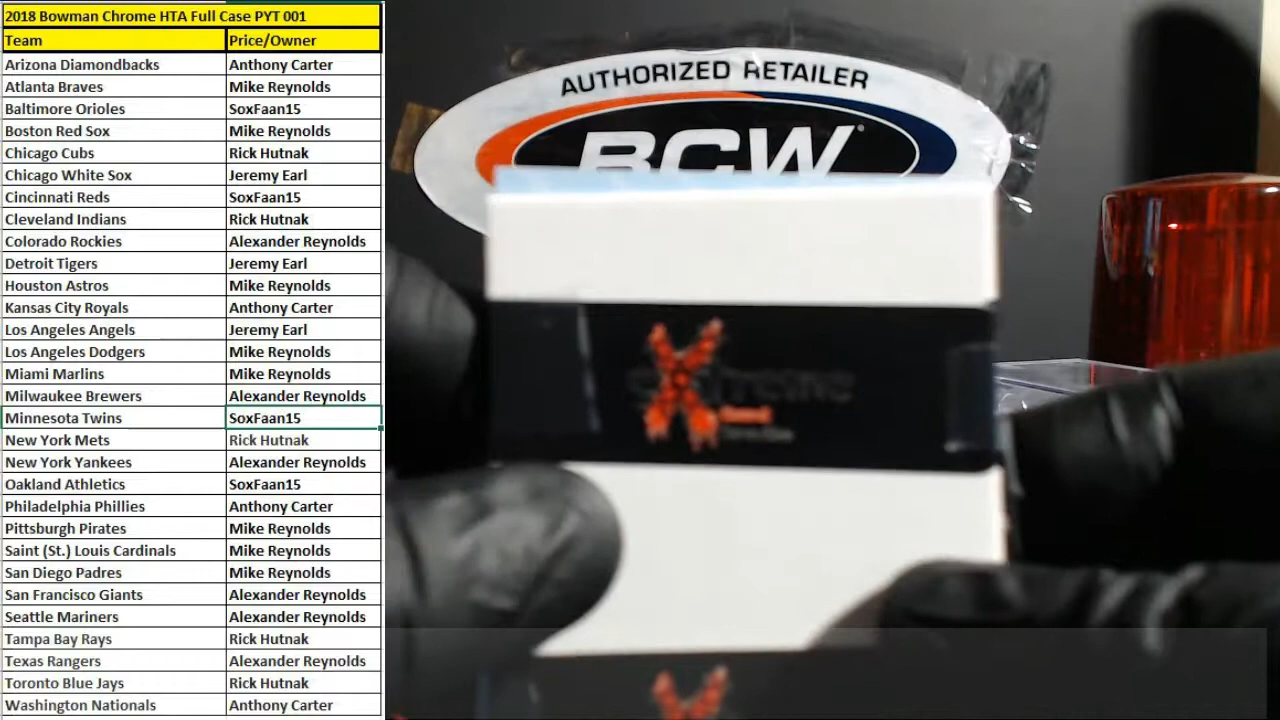 2018 Bowman Chrome HTA Full Case PYT 001
Team Price/Owner
Arizona Diamondbacks Anthony Carter
Atlanta Braves Mike Reynolds
Baltimore Orioles SoxFaan15
Boston Red Sox Mike Reynolds
Chicago Cubs Rick Hutnak
Chicago White Sox Jeremy Earl
Cincinnati Reds SoxFaan15
Cleveland Indians Rick Hutnak
Colorado Rockies Alexander Reynolds
Detroit Tigers Jeremy Earl
Houston Astros Mike Reynolds
Kansas City Royals Anthony Carter
Los Angeles Angels Jeremy Earl
Los Angeles Dodgers Mike Reynolds
Miami Marlins Mike Reynolds
Milwaukee Brewers Alexander Reynolds
Minnesota Twins SoxFaan15
New York Mets Rick Hutnak
New York Yankees Alexander Reynolds
Oakland Athletics SoxFaan15
Philadelphia Phillies Anthony Carter
Pittsburgh Pirates Mike Reynolds
Saint (St.) Louis Cardinals Mike Reynolds
San Diego Padres Mike Reynolds
San Francisco Giants Alexander Reynolds
Seattle Mariners Alexander Reynolds
Tampa Bay Rays Rick Hutnak
Texas Rangers Alexander Reynolds
Toronto Blue Jays Rick Hutnak
Washington Nationals Anthony Carter
AUTHORIZED RETAILER
BCW